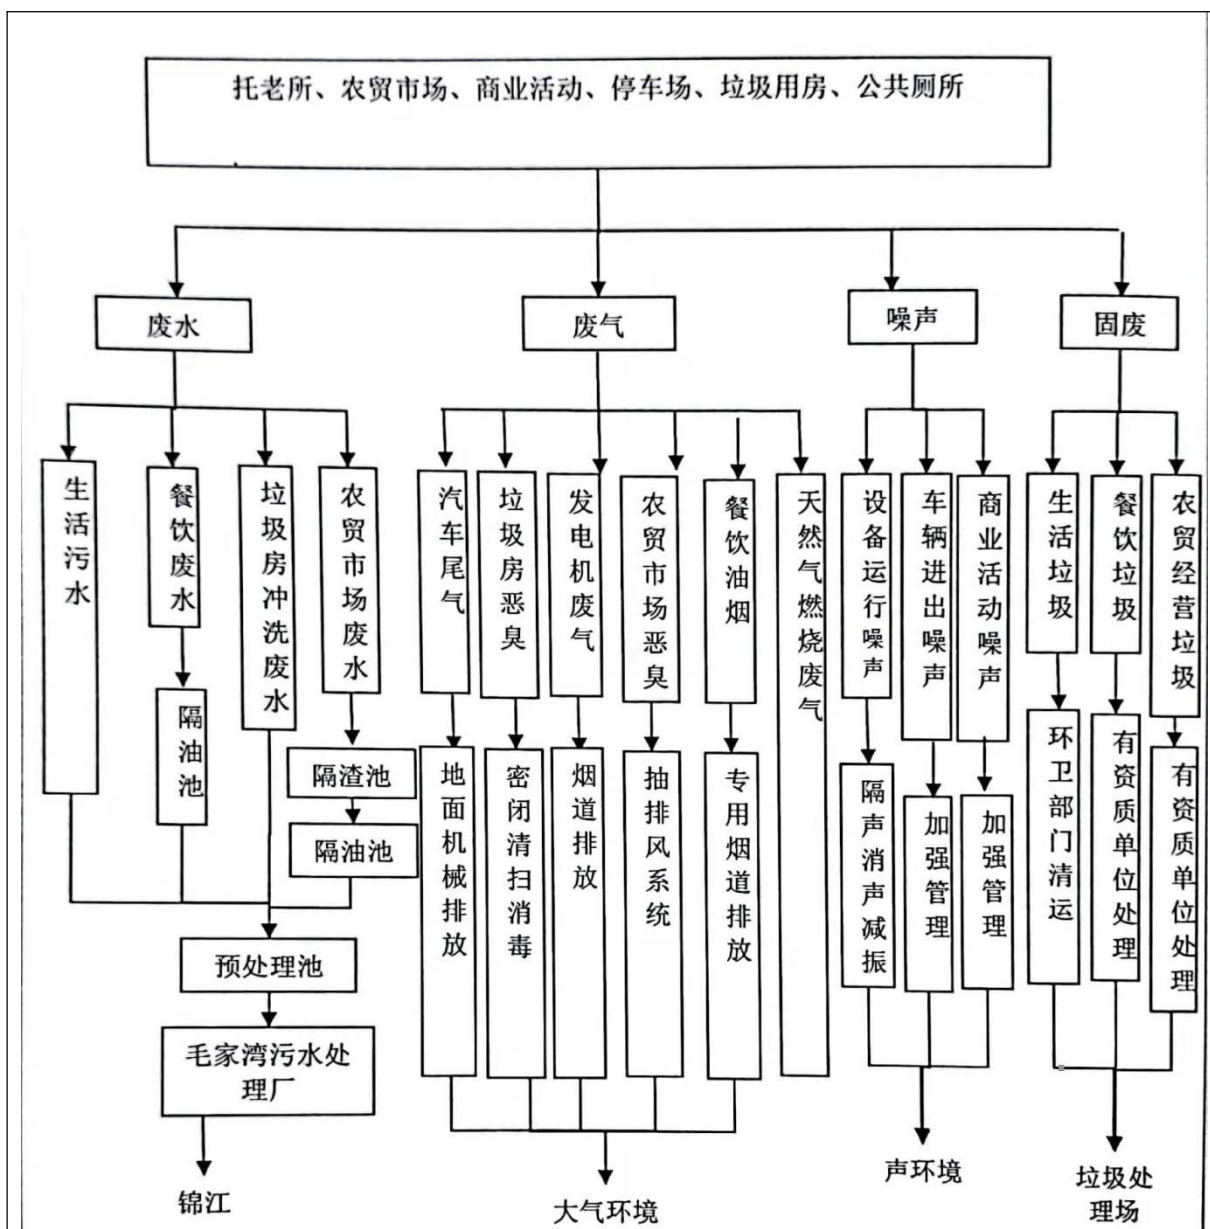 托老所、农贸市场、商业活动、停车场、垃圾用房、公共厕所
废水
废气
噪声
固废
生活污水
餐饮废水
垃圾房冲洗废水
农贸市场废水
汽车尾气
垃圾房恶臭
发电机废气
农贸市场恶臭
餐饮油烟
天然气燃烧废气
设备运行噪声
车辆进出噪声
商业活动噪声
生活垃圾
餐饮垃圾
农贸经营垃圾
隔油池
隔渣池
隔油池
地面机械排放
密闭清扫消毒
烟道排放
抽排风系统
专用烟道排放
隔声消声减振
加强管理
加强管理
环卫部门清运
有资质单位处理
有资质单位处理
预处理池
毛家湾污水处
理厂
锦江
大气环境
声环境
垃圾处
理场